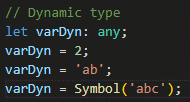 // Dynamic type
let varDyn: any;
varDyn = 2;
varDyn = 'ab';
varDyn = Symbol('abc');